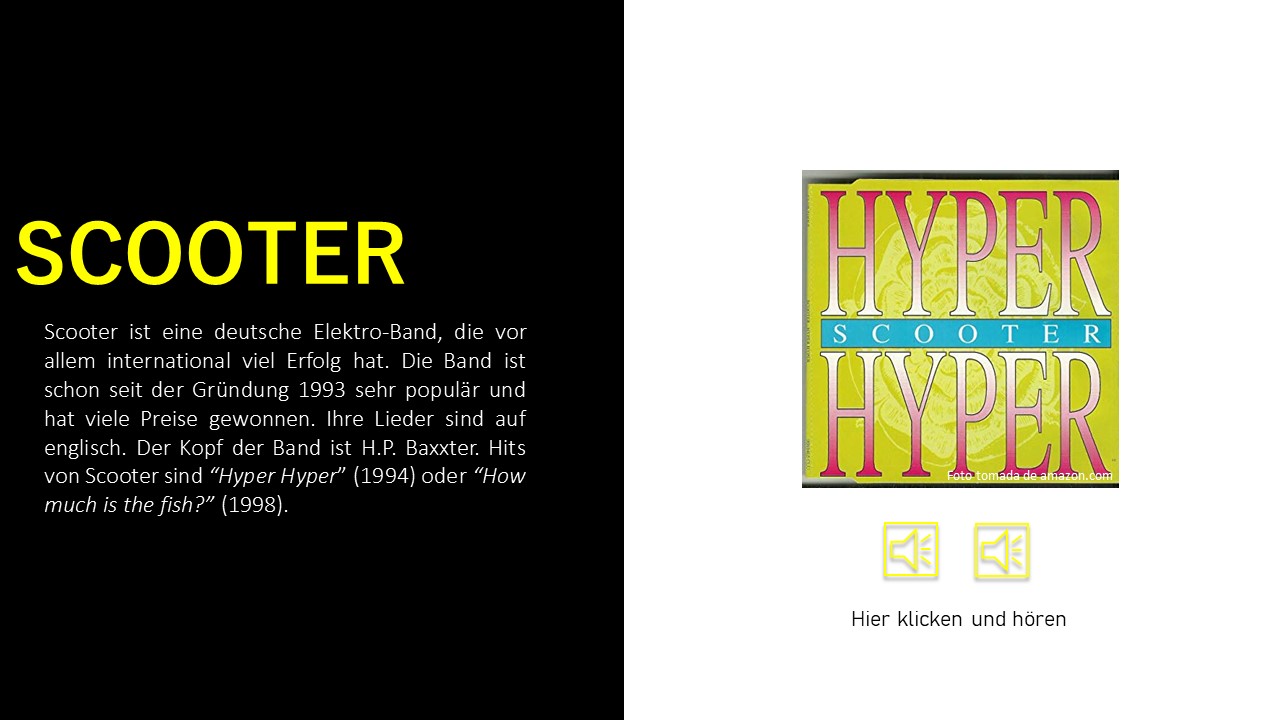 SCOOTER
Scooter ist eine deutsche Elektro-Band, die vor
allem international viel Erfolg hat. Die Band ist
schon seit der Gründung 1993 sehr populär und
hat viele Preise gewonnen. Ihre Lieder sind auf
englisch. Der Kopf der Band ist H.P. Baxxter. Hits
von Scooter sind “Hyper Hyper” (1994) oder “How
much is the fish?” (1998).
HYPER
SCOOTER
HYPER
Foto tomada de amazon.com
Hier klicken und hören